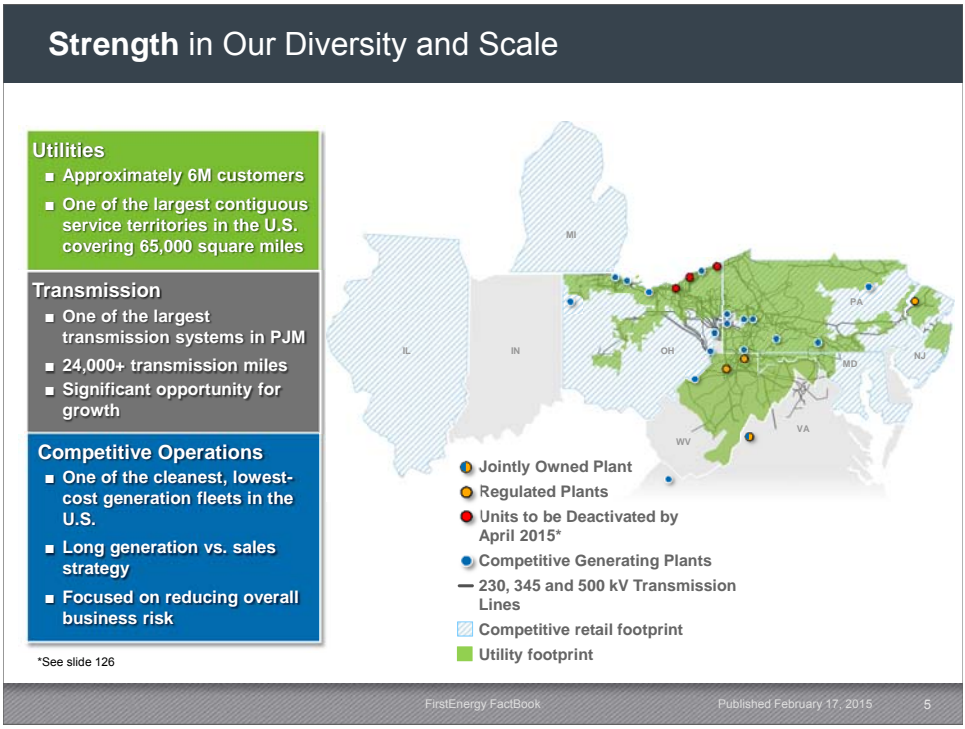 Strength in Our Diversity and Scale
Utilities
■ Approximately 6M customers
■ One of the largest contiguous
service territories in the U.S.
covering 65,000 square miles
Transmission
■ One of the largest
transmission systems in PJM
■ 24,000+ transmission miles
■ Significant opportunity for
growth
Competitive Operations
■ One of the cleanest, lowest-
cost generation fleets in the
U.S.
■ Long generation vs. sales
strategy
■ Focused on reducing overall
business risk
*See slide 126
MI
PA
IL
IN
OH
NJ
MD
VA
WV
Jointly Owned Plant
Regulated Plants
Units to be Deactivated by
April 2015*
Competitive Generating Plants
230, 345 and 500 kV Transmission
Lines
Competitive retail footprint
Utility footprint
FirstEnergy FactBook
Published February 17, 2015
5